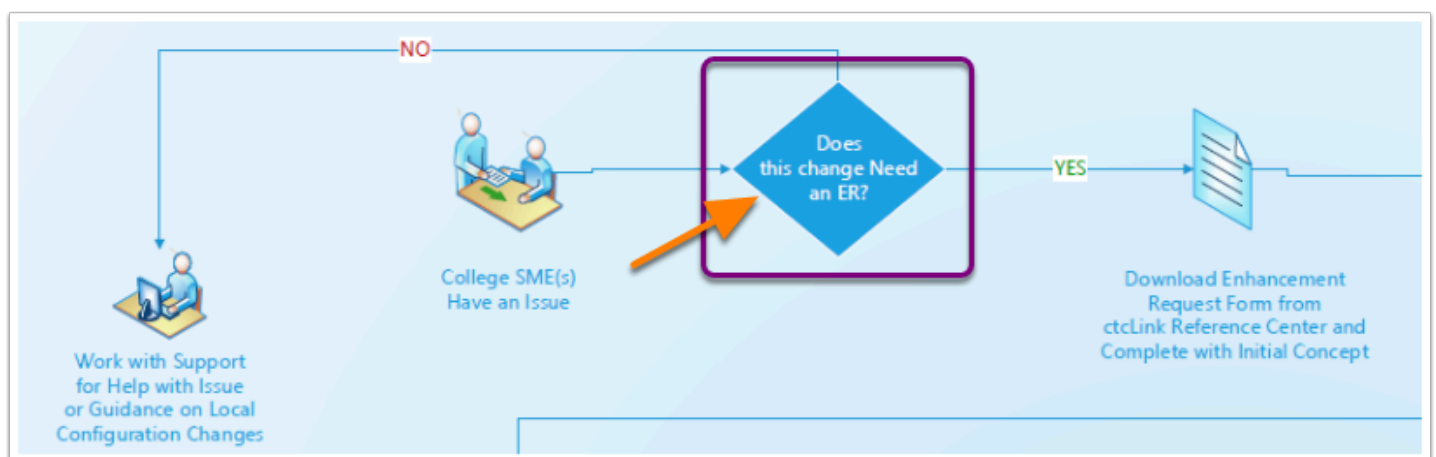 NO
Does
this change Need
an ER?
YES
College SME(s)
Have an Issue
Download Enhancement
Request Form from
ctcLink Reference Center and
Complete with Initial Concept
Work with Support
for Help with Issue
or Guidance on Local
Configuration Changes